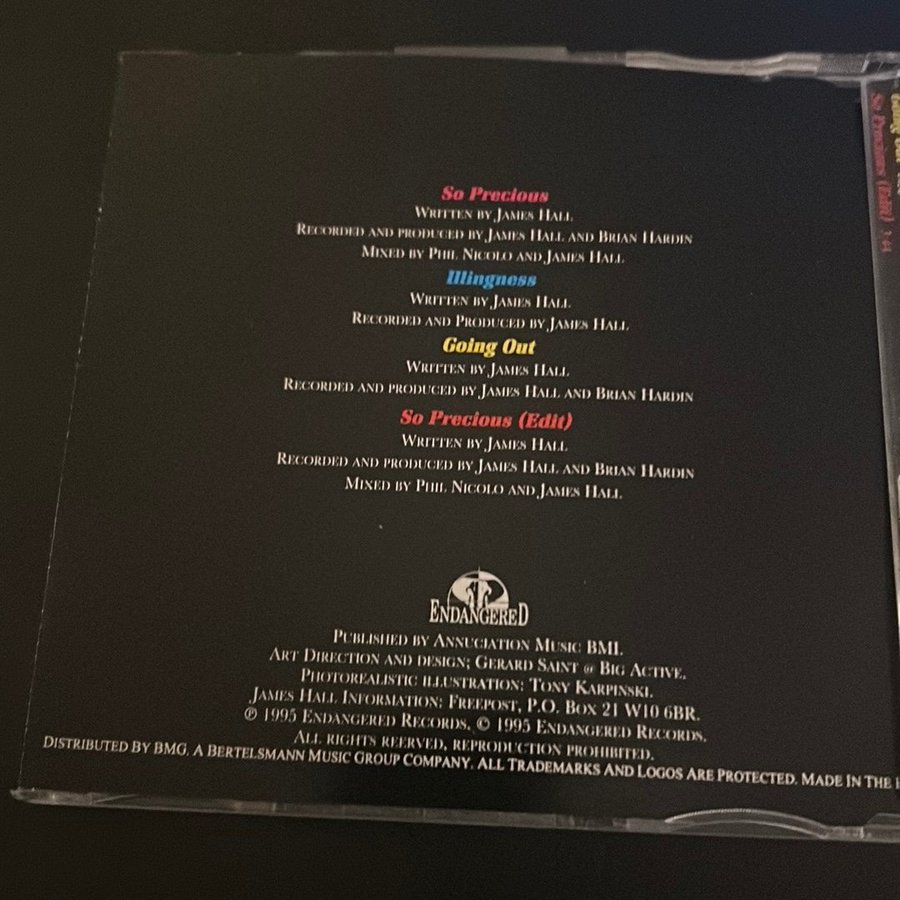 So Precious
Written by James Hall
Recorded and produced by James Hall and Brian Hardin
Mixed by Phil Nicolo and James Hall
Illingness
Written by James Hall
Recorded and Produced by James Hall
Going Out
Written by James Hall
Recorded and produced by James Hall and Brian Hardin
So Precious (Edit)
Written by James Hall
Recorded and produced by James Hall and Brian Hardin
Mixed by Phil Nicolo and James Hall
Endangered
Published by Annuciation Music BMI.
Art Direction and design; Gerard Saint @ Big Active.
Photorealistic illustration: Tony Karpinski.
James Hall Information: Freepost, P.O. Box 21 W10 6BR.
℗ 1995 Endangered Records. © 1995 Endangered Records.
All rights reerved, reproduction prohibited.
Distributed By BMG. A Bertelsmann Music Group Company. All Trademarks And Logos Are Protected. Made In The
Going Out
So Precious (Edit) 3:44